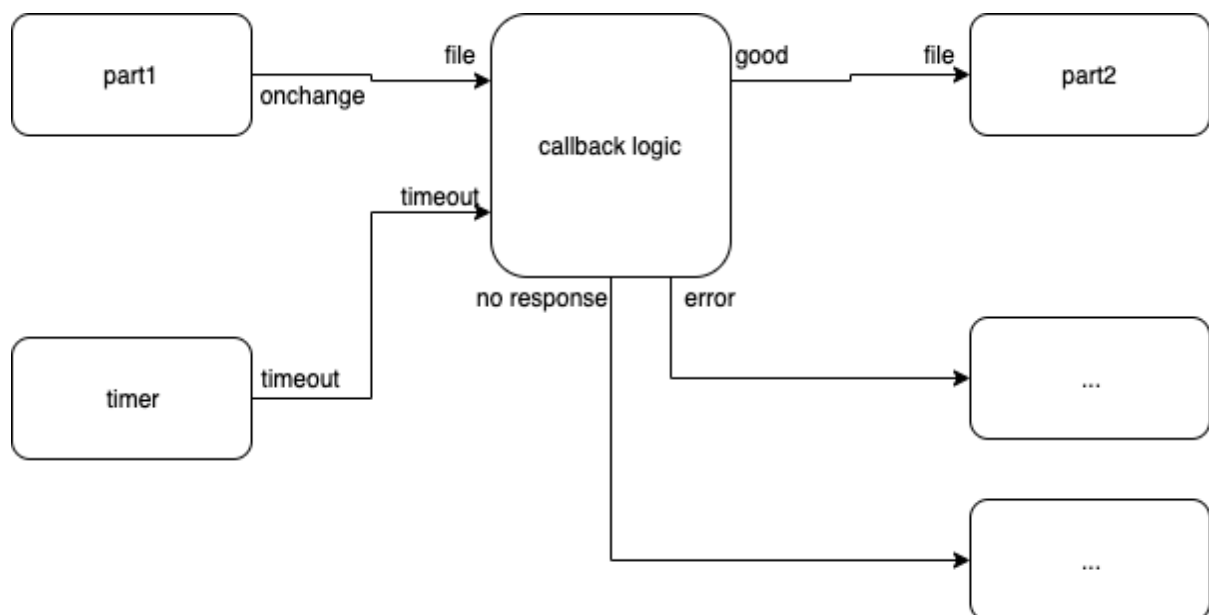 part1
onchange
file
callback logic
good
file
part2
timeout
timer
timeout
no response
error
...
...